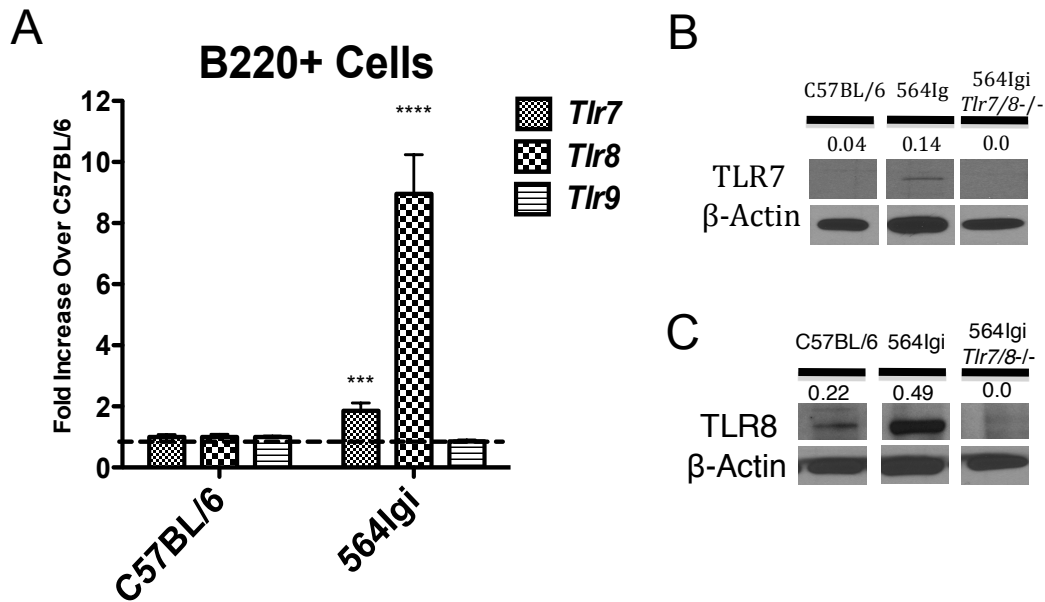 A
B220+ Cells
Fold Increase Over C57BL/6
12
10
8
6
4
2
0
***
****
C57BL/6
564Igi
Tlr7
Tlr8
Tlr9
B
C57BL/6 564Ig 564Igi
Tlr7/8-/-
0.04 0.14 0.0
TLR7
β-Actin
C
C57BL/6 564Igi 564Igi
Tlr7/8-/-
0.22 0.49 0.0
TLR8
β-Actin